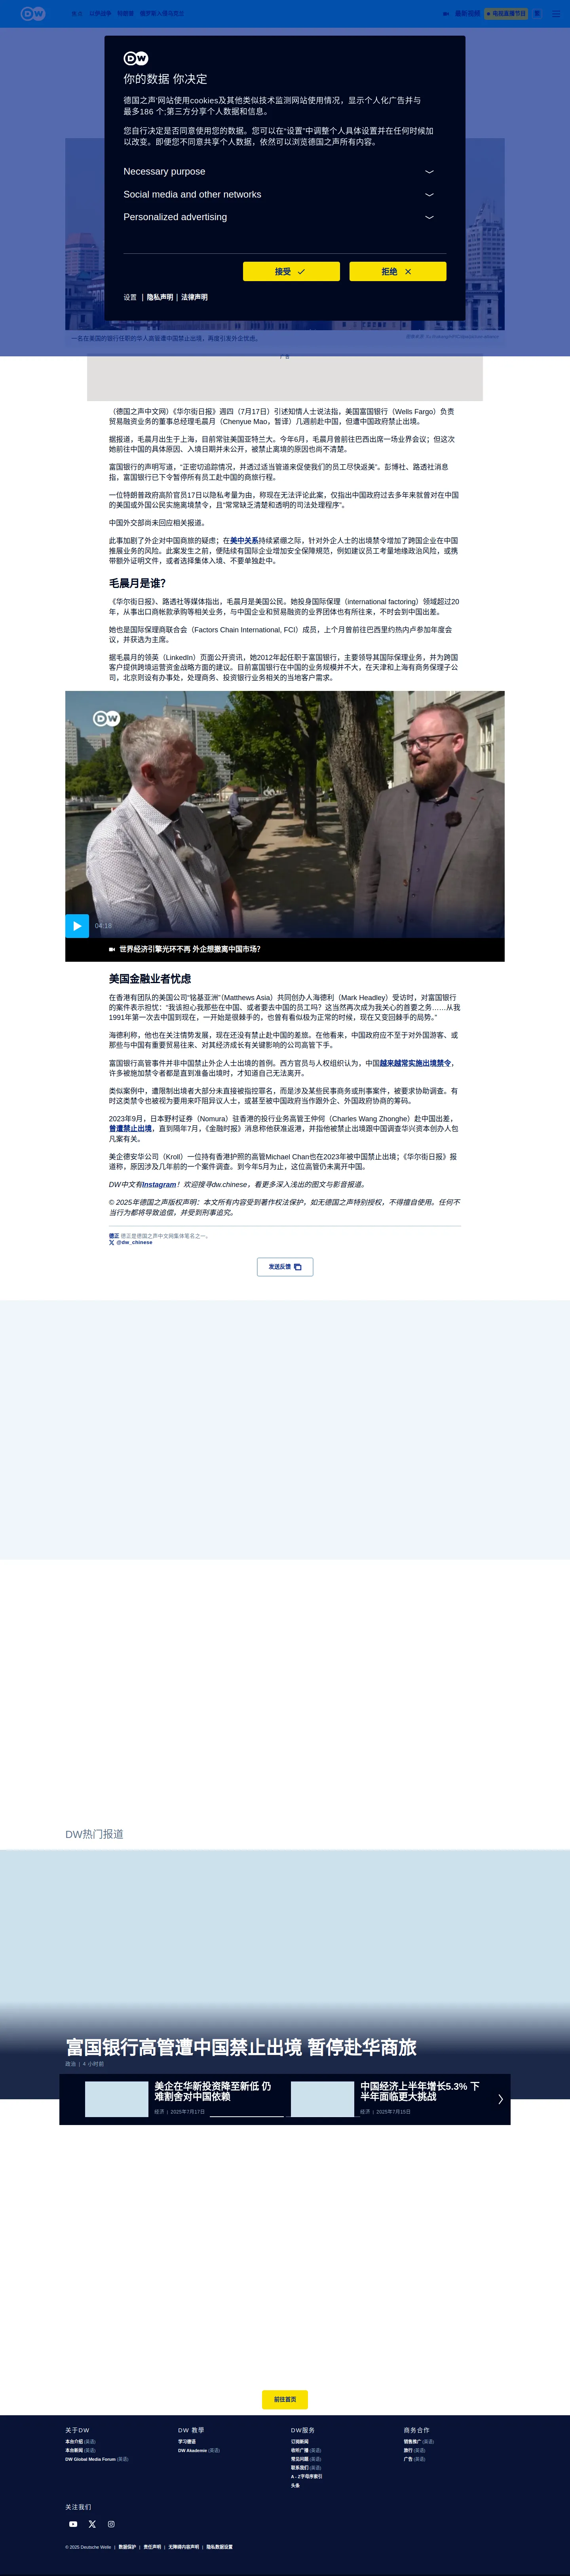 DW
最新视频
电视直播节目
繁
DW
你的数据 你决定
德国之声'网站使用cookies及其他类似技术监测网站使用情况，显示个人化广告并与
最多186 个;第三方分享个人数据和信息。
您自行决定是否同意使用您的数据。您可以在“设置”中调整个人具体设置并在任何时候加
以改变。即便您不同意共享个人数据，依然可以浏览德国之声所有内容。
Necessary purpose
Social media and other networks
Personalized advertising
接受
拒绝
设置 | 隐私声明 | 法律声明
一名在美国的银行任职的华人高管遭中国禁止出境，再度引发外企忧虑。
广告
（德国之声中文网）《华尔街日报》週四（7月17日）引述知情人士说法指，美国富国银行（Wells Fargo）负责
贸易融资业务的董事总经理毛晨月（Chenyue Mao，暂译）几週前赴中国，但遭中国政府禁止出境。
据报道，毛晨月出生于上海，目前常驻美国亚特兰大。今年6月，毛晨月曾前往巴西出席一场业界会议；但这次
她前往中国的具体原因、入境日期并未公开，被禁止离境的原因也尚不清楚。
富国银行的声明写道，“正密切追踪情况，并透过适当管道来促使我们的员工尽快返美”。彭博社、路透社消息
指，富国银行已下令暂停所有员工赴中国的商旅行程。
一位特朗普政府高阶官员17日以隐私考量为由，称现在无法评论此案，仅指出中国政府过去多年来就曾对在中国
的美国或外国公民实施离境禁令，且“常常缺乏清楚和透明的司法处理程序”。
中国外交部尚未回应相关报道。
此事加剧了外企对中国商旅的疑虑；在美中关系持续紧绷之际，针对外企人士的出境禁令增加了跨国企业在中国
推展业务的风险。此案发生之前，便陆续有国际企业增加安全保障规范，例如建议员工考量地缘政治风险，或携
带额外证明文件，或者选择集体入境、不要单独赴中。
毛晨月是谁？
《华尔街日报》、路透社等媒体指出，毛晨月是美国公民。她投身国际保理（international factoring）领域超过20
年，从事出口商帐款承购等相关业务，与中国企业和贸易融资的业界团体也有所往来，不时会到中国出差。
她也是国际保理商联合会（Factors Chain International, FCI）成员，上个月曾前往巴西里约热内卢参加年度会
议，并获选为主席。
据毛晨月的领英（LinkedIn）页面公开资讯，她2012年起任职于富国银行，主要领导其国际保理业务，并为跨国
客户提供跨境运营资金战略方面的建议。目前富国银行在中国的业务规模并不大，在天津和上海有商务保理子公
司，北京则设有办事处，处理商务、投资银行业务相关的当地客户需求。
DW
04:18
世界经济引擎光环不再 外企想撤离中国市场？
美国金融业者忧虑
在香港有团队的美国公司“铭基亚洲”（Matthews Asia）共同创办人海德利（Mark Headley）受访时，对富国银行
的案件表示担忧：“我该担心我那些在中国、或者要去中国的员工吗？这当然再次成为我关心的首要之务……从我
1991年第一次去中国到现在，一开始是很棘手的，也曾有看似极为正常的时候，现在又变回棘手的局势。”
海德利称，他也在关注情势发展，现在还没有禁止赴中国的差旅。在他看来，中国政府应不至于对外国游客、或
那些与中国有重要贸易往来、对其经济成长有关键影响的公司高管下手。
富国银行高管事件并非中国禁止外企人士出境的首例。西方官员与人权组织认为，中国越来越常实施出境禁令，
许多被施加禁令者都是直到准备出境时，才知道自己无法离开。
类似案例中，遭限制出境者大部分未直接被指控罪名，而是涉及某些民事商务或刑事案件，被要求协助调查。有
时这类禁令也被视为要用来吓阻异议人士，或甚至被中国政府当作跟外企、外国政府协商的筹码。
2023年9月，日本野村证券（Nomura）驻香港的投行业务高管王仲何（Charles Wang Zhonghe）赴中国出差，
曾遭禁止出境，直到隔年7月，《金融时报》消息称他获准返港，并指他被禁止出境跟中国调查华兴资本创办人包
凡案有关。
美企德安华公司（Kroll）一位持有香港护照的高管Michael Chan也在2023年被中国禁止出境；《华尔街日报》报
道称，原因涉及几年前的一个案件调查。到今年5月为止，这位高管仍未离开中国。
DW中文有Instagram！欢迎搜寻dw.chinese，看更多深入浅出的图文与影音报道。
© 2025年德国之声版权声明：本文所有内容受到著作权法保护，如无德国之声特别授权，不得擅自使用。任何不
当行为都将导致追偿，并受到刑事追究。
德正 德正是德国之声中文网集体笔名之一。
@dw_chinese
发送反馈
DW热门报道
富国银行高管遭中国禁止出境 暂停赴华商旅
政治 | 4 小时前
美企在华新投资降至新低 仍
难割舍对中国依赖
经济 | 2025年7月17日
中国经济上半年增长5.3% 下
半年面临更大挑战
经济 | 2025年7月15日
前往首页
关于DW
本台介绍 (英语)
本台新闻 (英语)
DW Global Media Forum (英语)
DW 教學
学习德语
DW Akademie (英语)
DW服务
订阅新闻
收听广播 (英语)
常见问题 (英语)
联系我们 (英语)
A - Z字母序索引
头条
商务合作
销售推广 (英语)
旅行 (英语)
广告 (英语)
关注我们
© 2025 Deutsche Welle | 数据保护 | 责任声明 | 无障碍内容声明 | 隐私数据设置